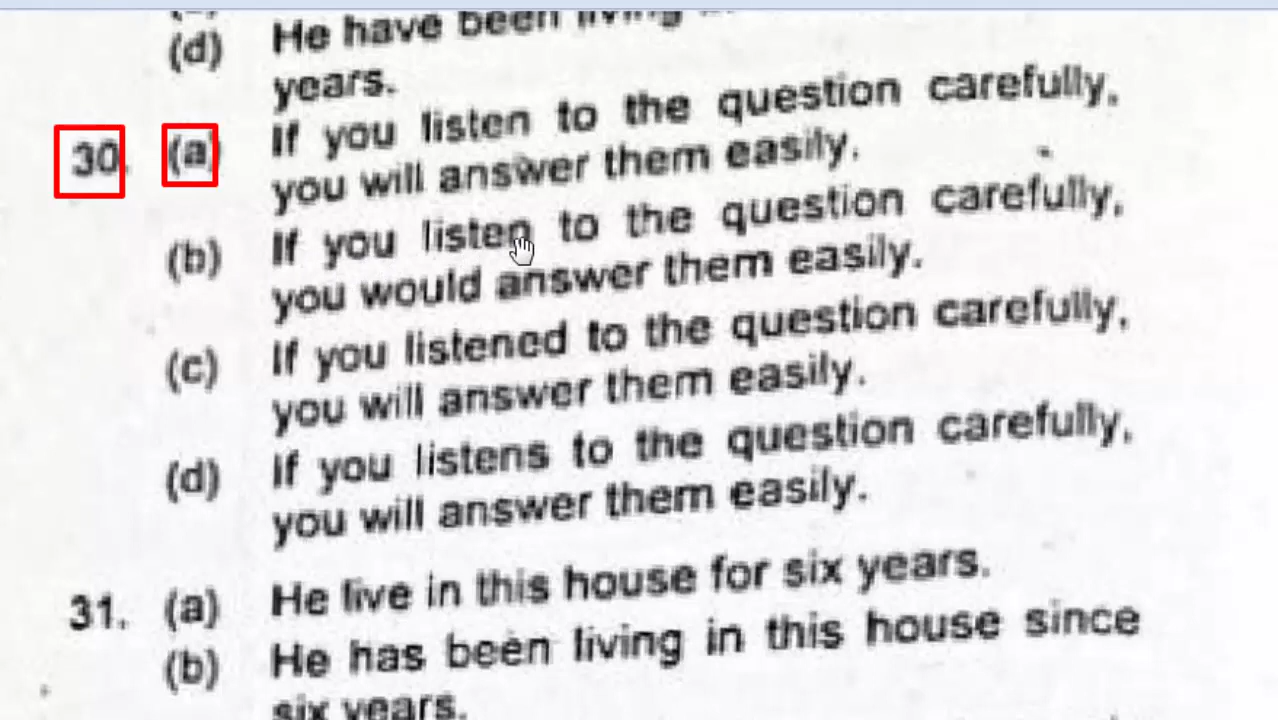 (d) He have been living
years.
30. (a) If you listen to the question carefully,
you will answer them easily.
(b) If you listen to the question carefully,
you would answer them easily.
(c) If you listened to the question carefully,
you will answer them easily.
(d) If you listens to the question carefully,
you will answer them easily.
31. (a) He live in this house for six years.
(b) He has been living in this house since
six years.